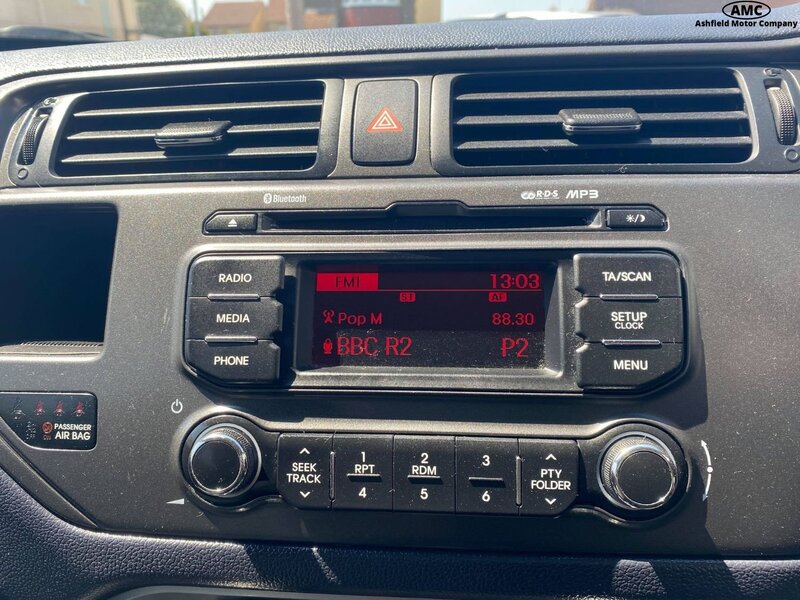 AMC
Ashfield Motor Company
Bluetooth
R·D·S MP3
RADIO
MEDIA
PHONE
FM1 13:03
ST AF
Pop M 88.30
BBC R2 P2
TA/SCAN
SETUP
CLOCK
MENU
PASSENGER
AIR BAG
SEEK
TRACK
1
RPT
4
2
RDM
5
3
6
PTY
FOLDER